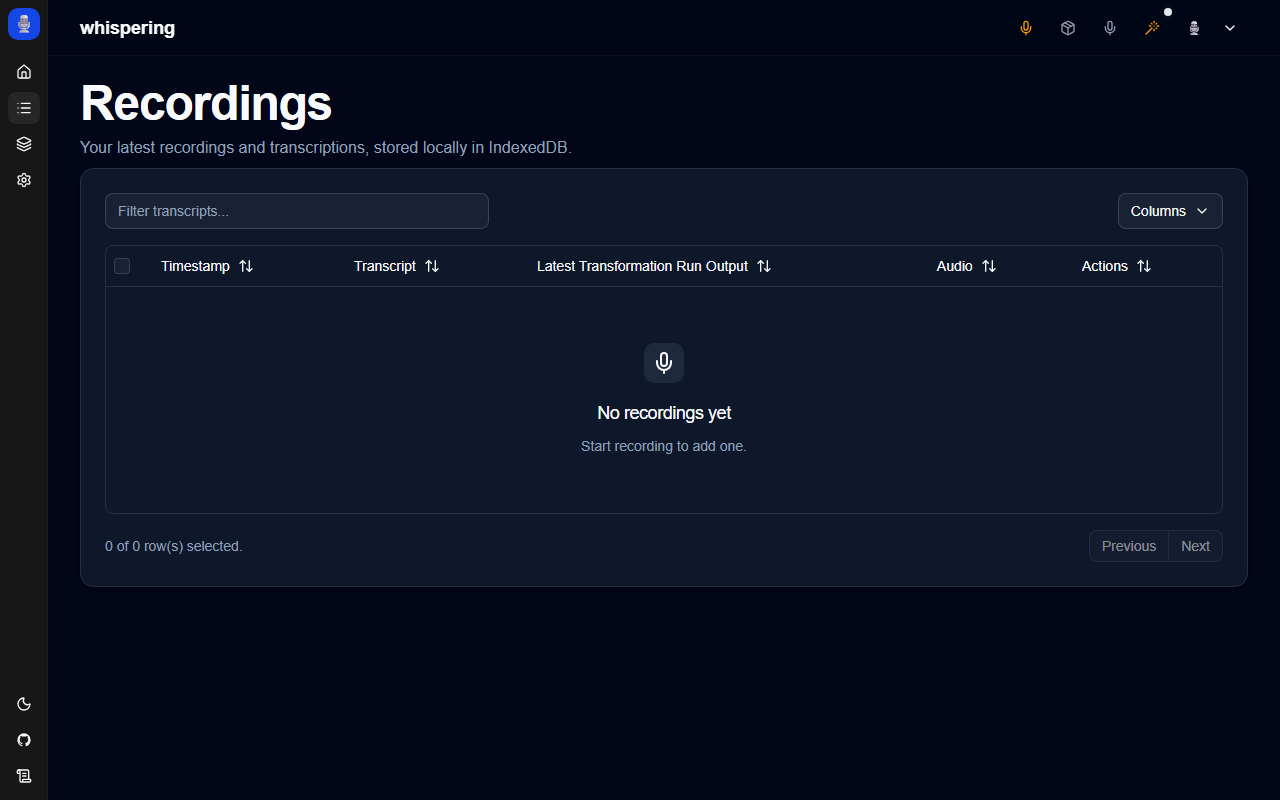 whispering
Recordings
Your latest recordings and transcriptions, stored locally in IndexedDB.
Filter transcripts...
Columns
Timestamp Transcript Latest Transformation Run Output Audio Actions
No recordings yet
Start recording to add one.
0 of 0 row(s) selected.
Previous Next